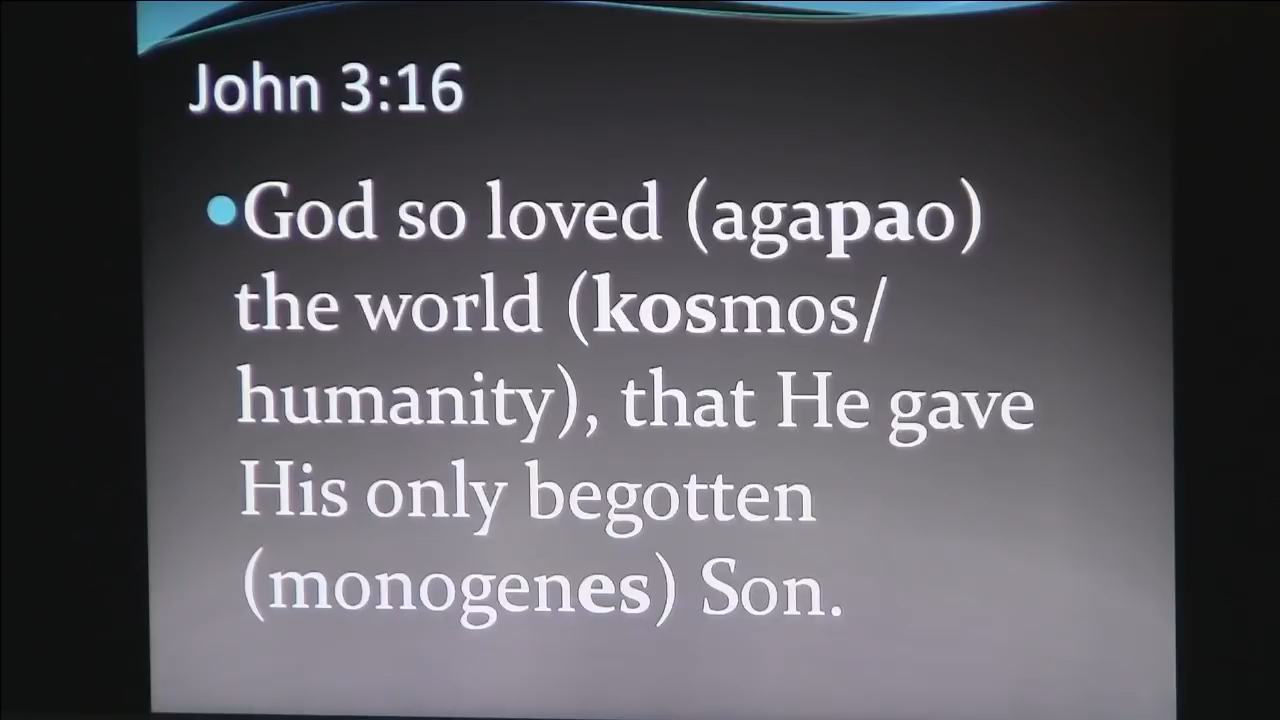 John 3:16
•God so loved (agapao)
the world (kosmos/
humanity), that He gave
His only begotten
(monogenes) Son.